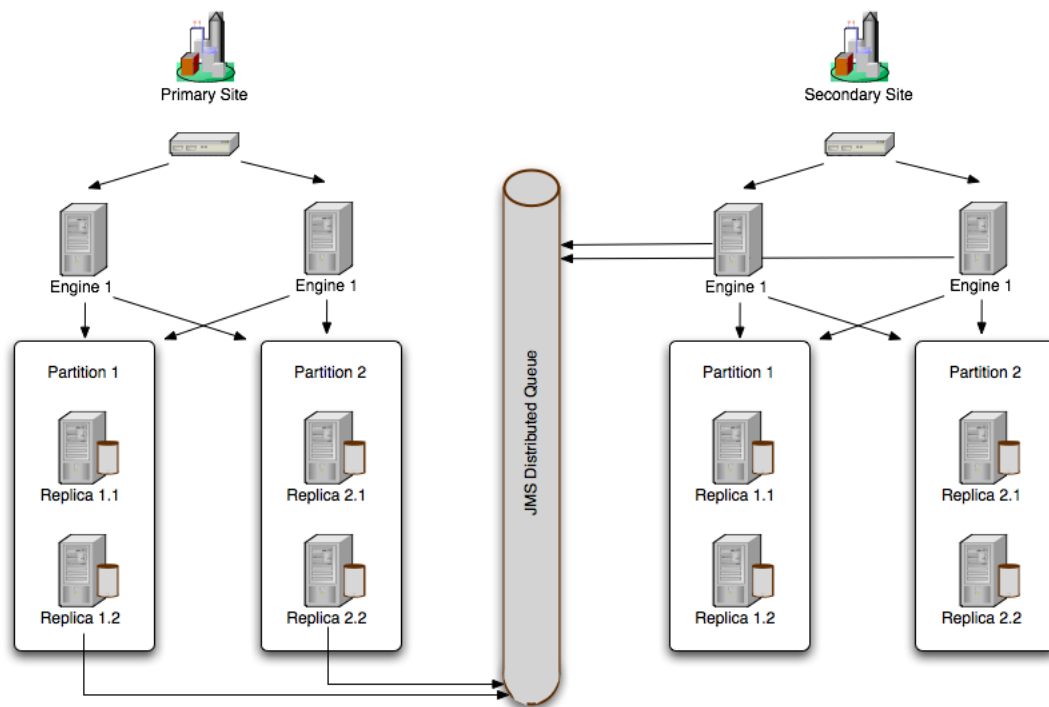 Primary Site
Secondary Site
Engine 1
Engine 1
Engine 1
Engine 1
Partition 1
Partition 2
Partition 1
Partition 2
JMS Distributed Queue
Replica 1.1
Replica 2.1
Replica 1.1
Replica 2.1
Replica 1.2
Replica 2.2
Replica 1.2
Replica 2.2